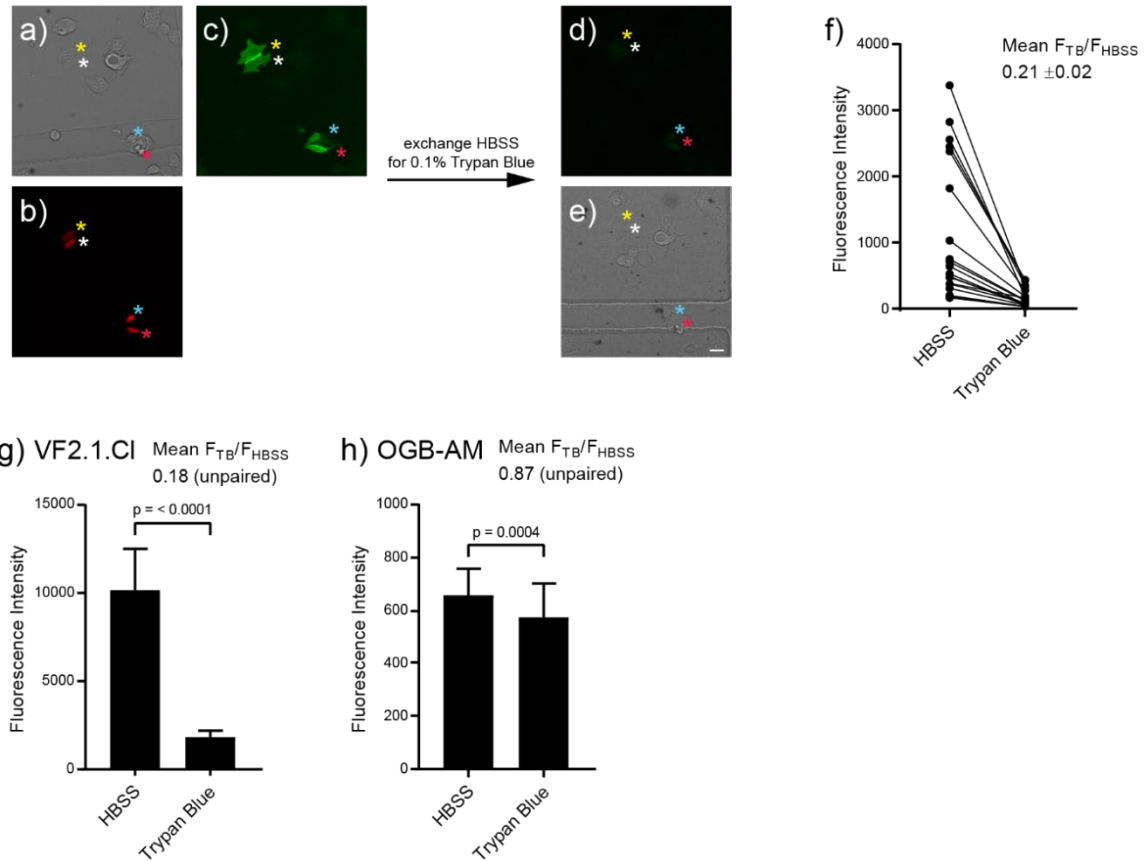 a)
c)
d)
b)
e)
exchange HBSS
for 0.1% Trypan Blue
f)
Mean F_TB/F_HBSS
0.21 ±0.02
Fluorescence Intensity
4000
3000
2000
1000
0
HBSS
Trypan Blue
g) VF2.1.Cl
Mean F_TB/F_HBSS
0.18 (unpaired)
p = < 0.0001
Fluorescence Intensity
15000
10000
5000
0
HBSS
Trypan Blue
h) OGB-AM
Mean F_TB/F_HBSS
0.87 (unpaired)
p = 0.0004
Fluorescence Intensity
1000
800
600
400
200
0
HBSS
Trypan Blue